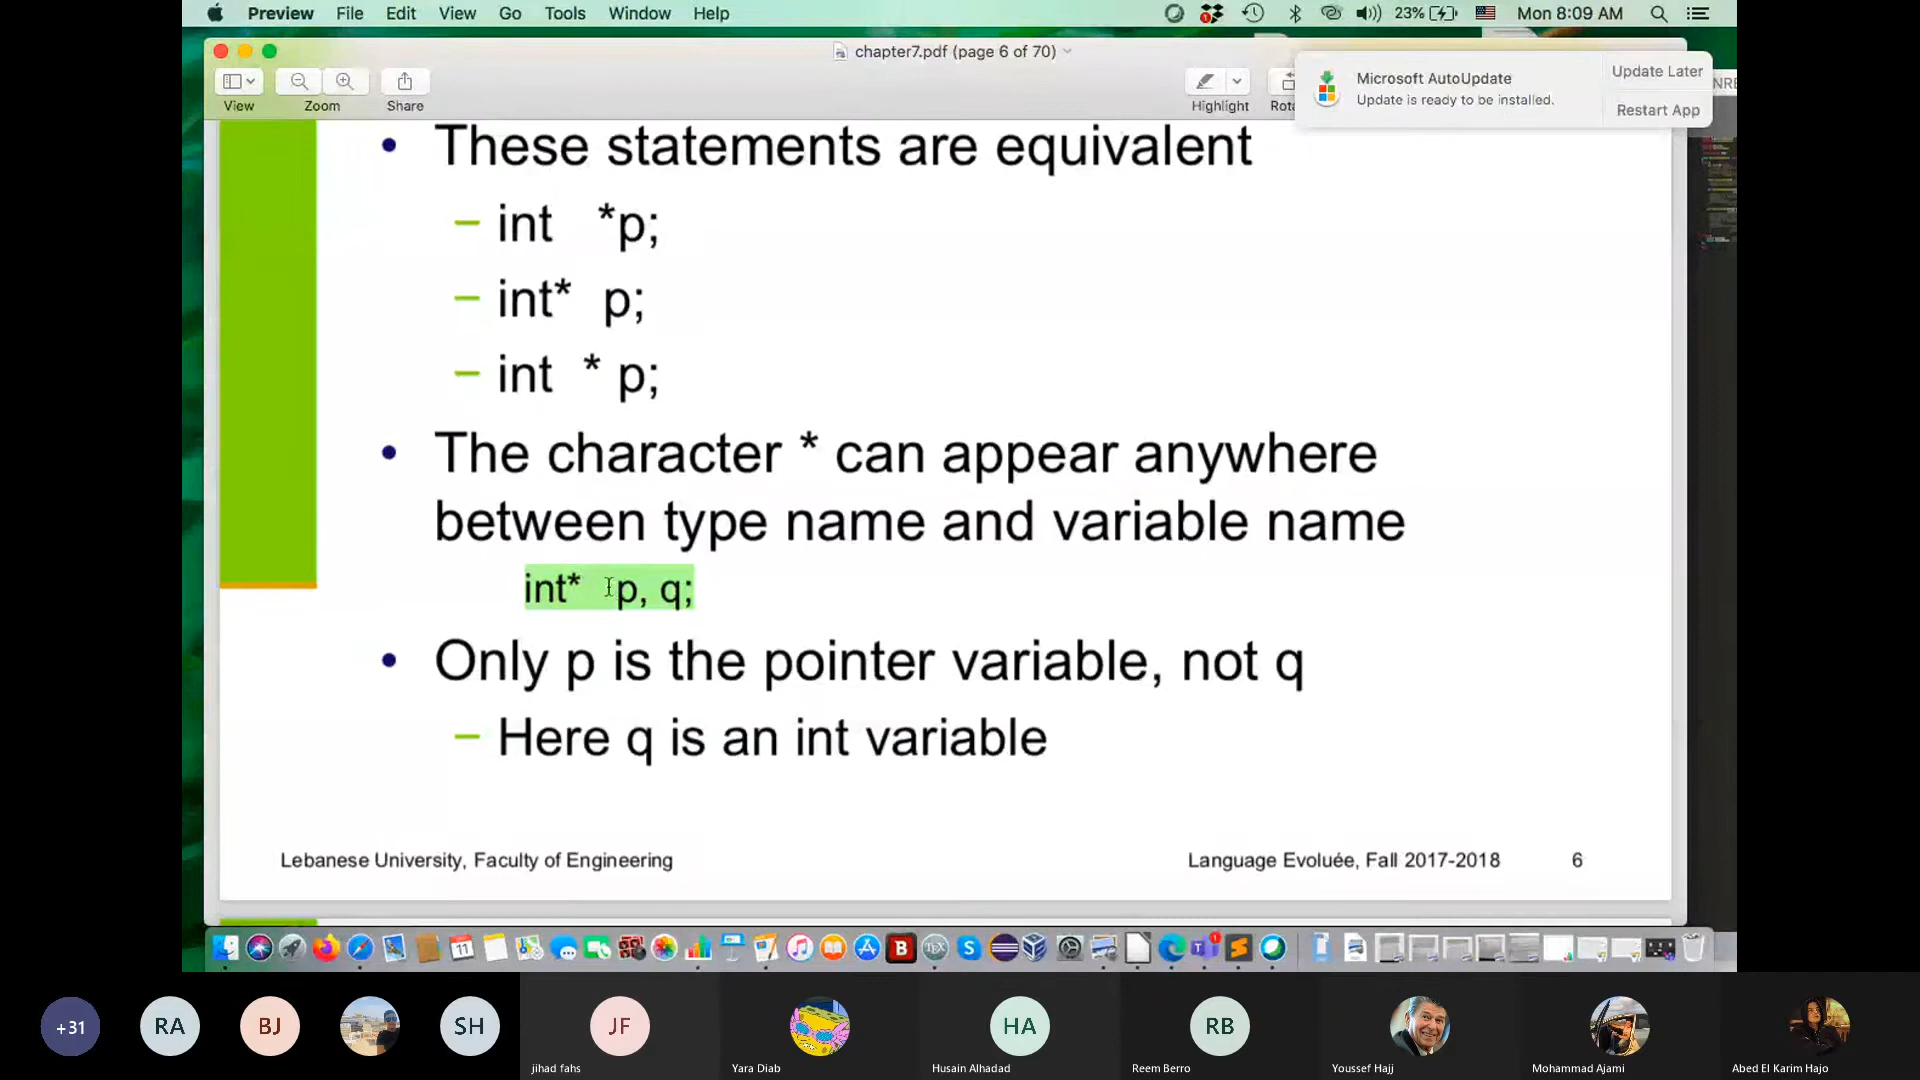 Preview File Edit View Go Tools Window Help 23% Mon 8:09 AM
chapter7.pdf (page 6 of 70)
Microsoft AutoUpdate
Update is ready to be installed.
Update Later
Restart App
View Zoom Share Highlight Rota
NRE
• These statements are equivalent
– int *p;
– int* p;
– int * p;
• The character * can appear anywhere
between type name and variable name
int* p, q;
• Only p is the pointer variable, not q
– Here q is an int variable
Lebanese University, Faculty of Engineering Language Evoluée, Fall 2017-2018 6
+31 RA BJ SH JF HA RB
jihad fahs Yara Diab Husain Alhadad Reem Berro Youssef Hajj Mohammad Ajami Abed El Karim Hajo